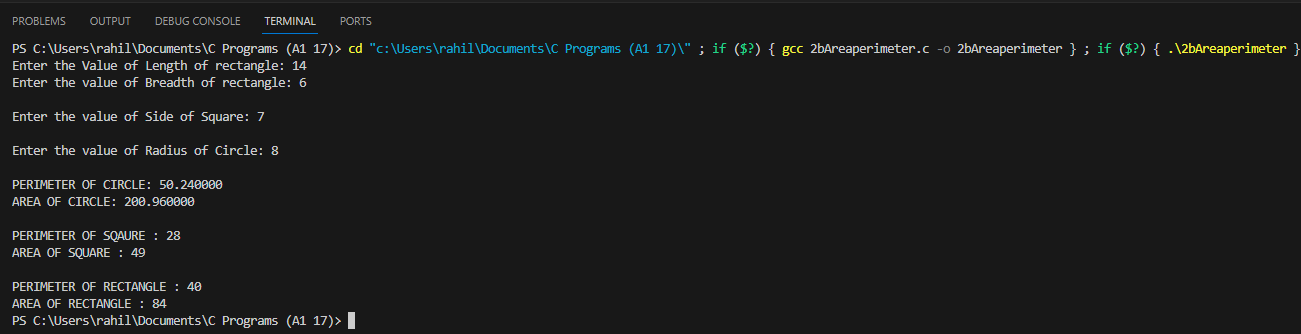 PROBLEMS OUTPUT DEBUG CONSOLE TERMINAL PORTS
PS C:\Users\rahil\Documents\C Programs (A1 17)> cd "c:\Users\rahil\Documents\C Programs (A1 17)\" ; if ($?) { gcc 2bAreaperimeter.c -o 2bAreaperimeter } ; if ($?) { .\2bAreaperimeter }
Enter the Value of Length of rectangle: 14
Enter the value of Breadth of rectangle: 6
Enter the value of Side of Square: 7
Enter the value of Radius of Circle: 8
PERIMETER OF CIRCLE: 50.240000
AREA OF CIRCLE: 200.960000
PERIMETER OF SQAURE : 28
AREA OF SQUARE : 49
PERIMETER OF RECTANGLE : 40
AREA OF RECTANGLE : 84
PS C:\Users\rahil\Documents\C Programs (A1 17)>